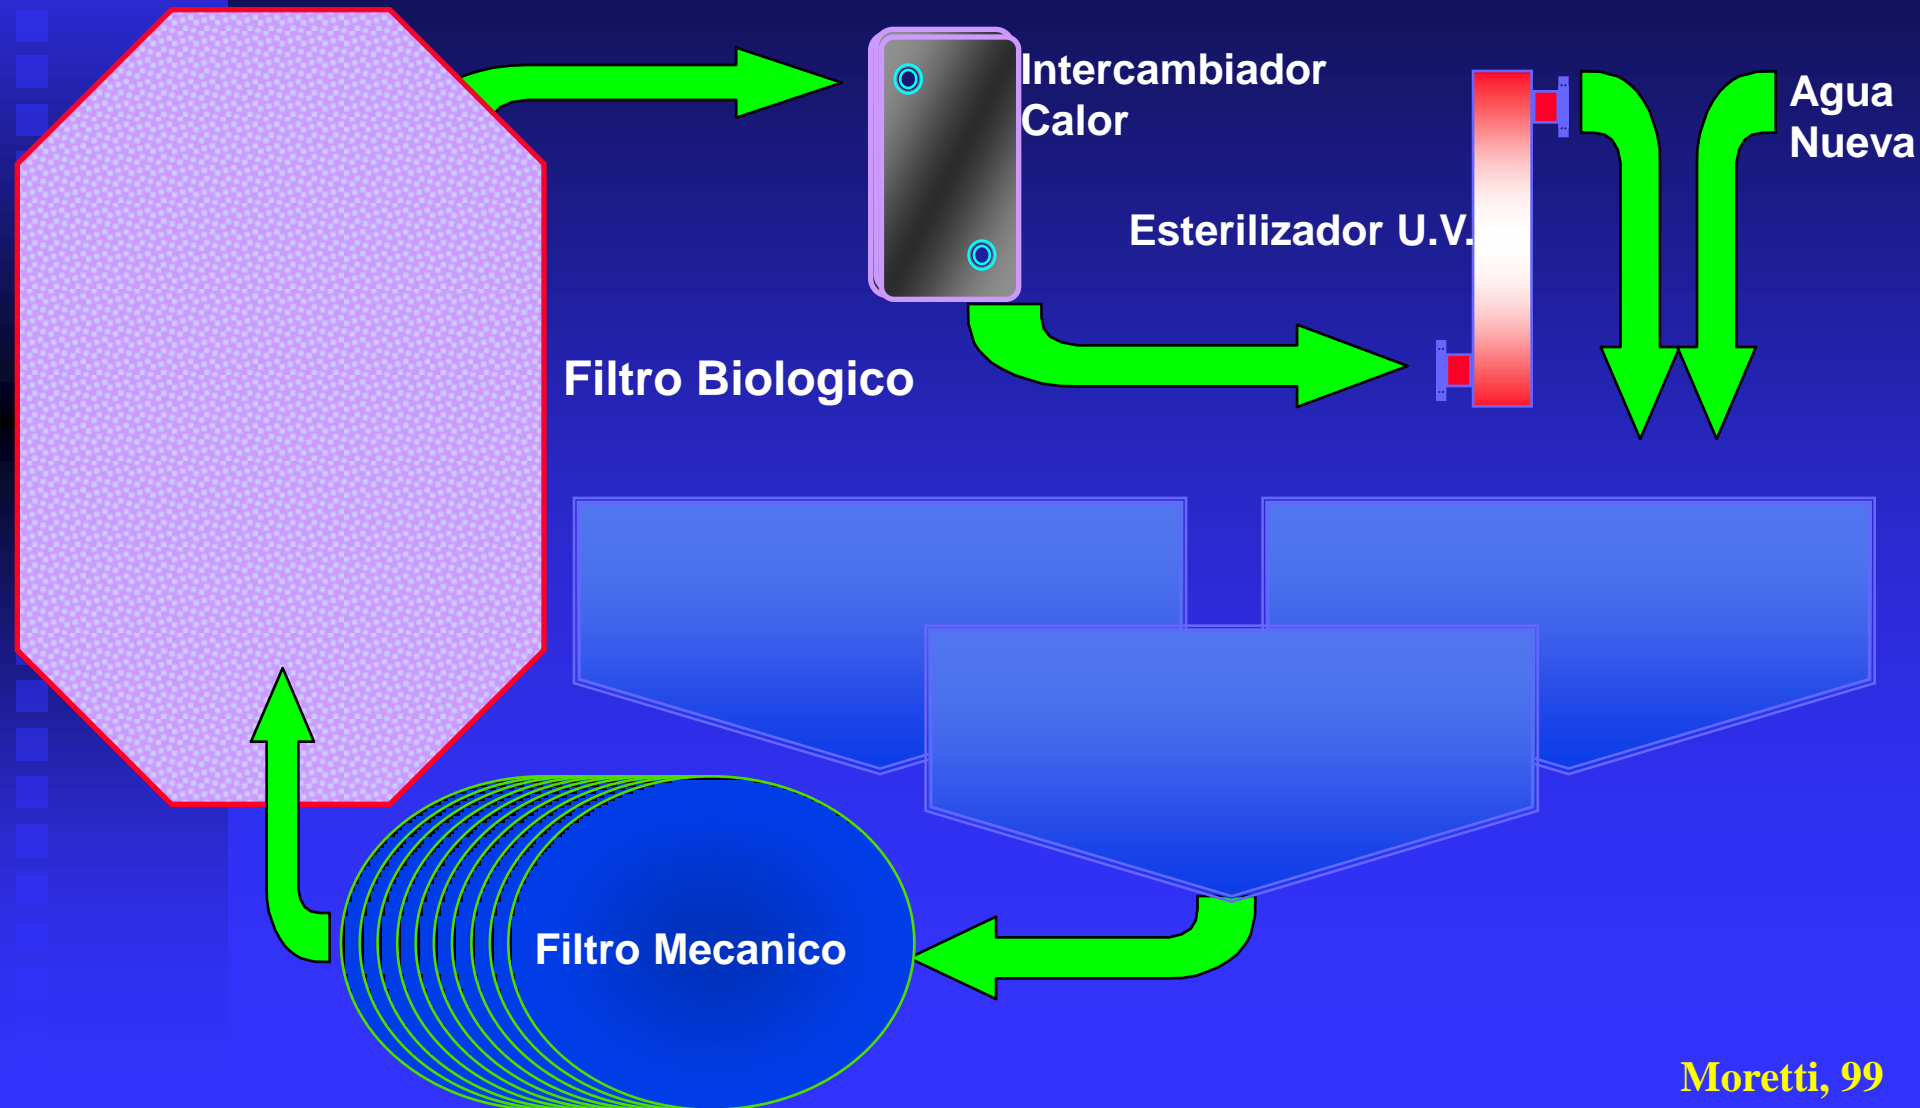 Intercambiador
Calor
Agua
Nueva
Esterilizador U.V.
Filtro Biologico
Filtro Mecanico
Moretti, 99